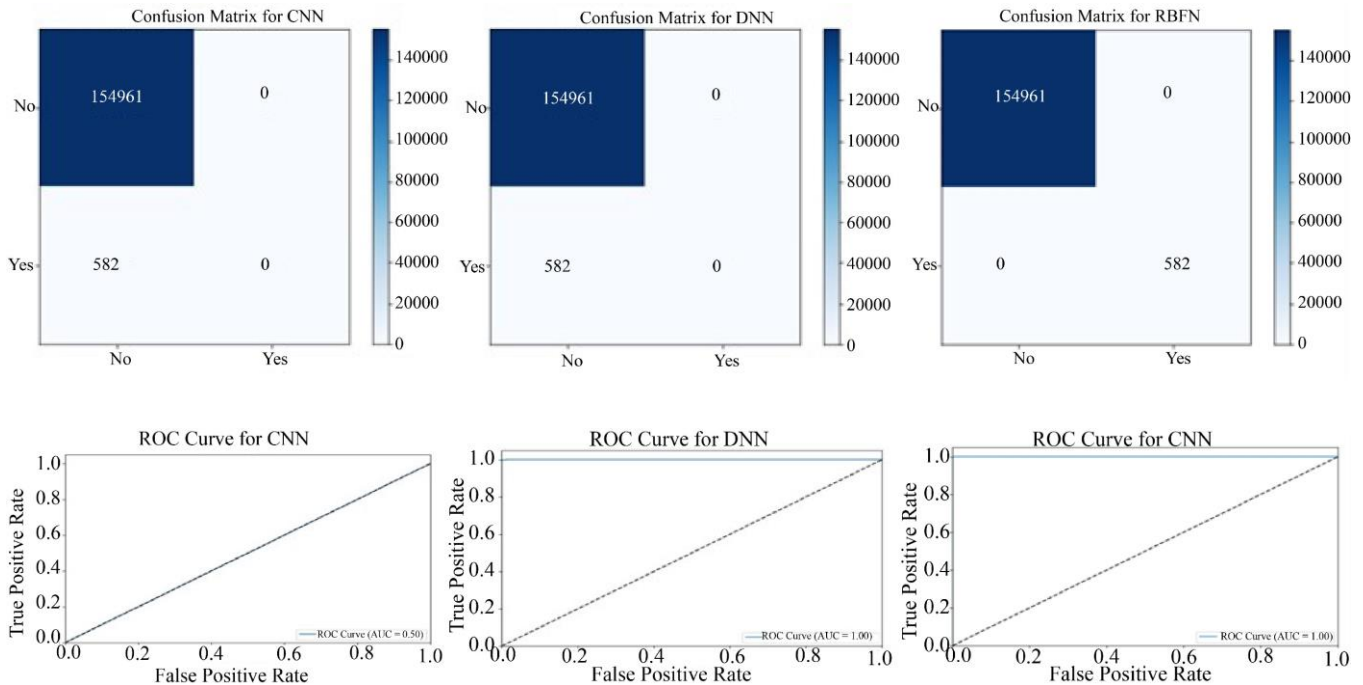 Confusion Matrix for CNN
No
Yes
154961
0
582
0
No
Yes
140000
120000
100000
80000
60000
40000
20000
0
Confusion Matrix for DNN
No
Yes
154961
0
582
0
No
Yes
140000
120000
100000
80000
60000
40000
20000
0
Confusion Matrix for RBFN
No
Yes
154961
0
0
582
No
Yes
140000
120000
100000
80000
60000
40000
20000
0
ROC Curve for CNN
True Positive Rate
1.0
0.8
0.6
0.4
0.2
0.0
ROC Curve (AUC = 0.50)
0.0
0.2
0.4
0.6
0.8
1.0
False Positive Rate
ROC Curve for DNN
True Positive Rate
1.0
0.8
0.6
0.4
0.2
0.0
ROC Curve (AUC = 1.00)
0.0
0.2
0.4
0.6
0.8
1.0
False Positive Rate
ROC Curve for CNN
True Positive Rate
1.0
0.8
0.6
0.4
0.2
0.0
ROC Curve (AUC = 1.00)
0.0
0.2
0.4
0.6
0.8
1.0
False Positive Rate